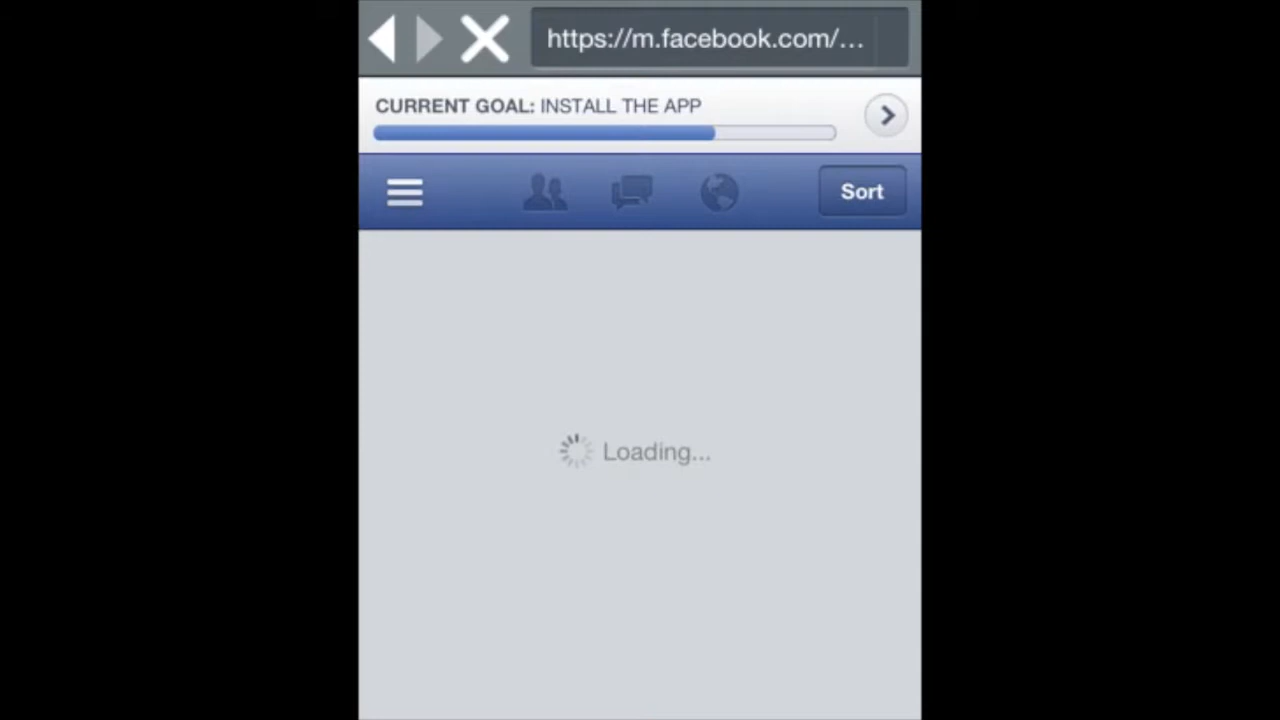 https://m.facebook.com/...
CURRENT GOAL: INSTALL THE APP
Sort
Loading...